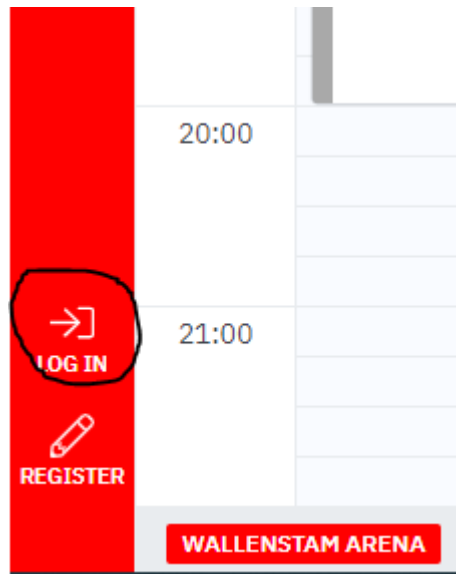 20:00
LOG IN
21:00
REGISTER
WALLENSTAM ARENA